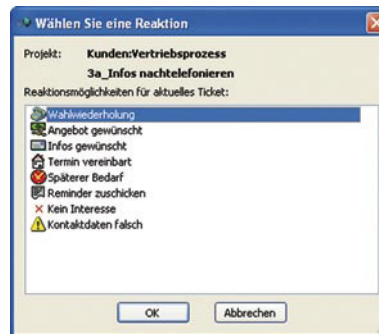 Wählen Sie eine Reaktion
Projekt: Kunden:Vertriebsprozess
3a_Infos nachtelefonieren
Reaktionsmöglichkeiten für aktuelles Ticket:
Wahlwiederholung
Angebot gewünscht
Infos gewünscht
Termin vereinbart
Späterer Bedarf
Reminder zuschicken
Kein Interesse
Kontaktdaten falsch
OK Abbrechen